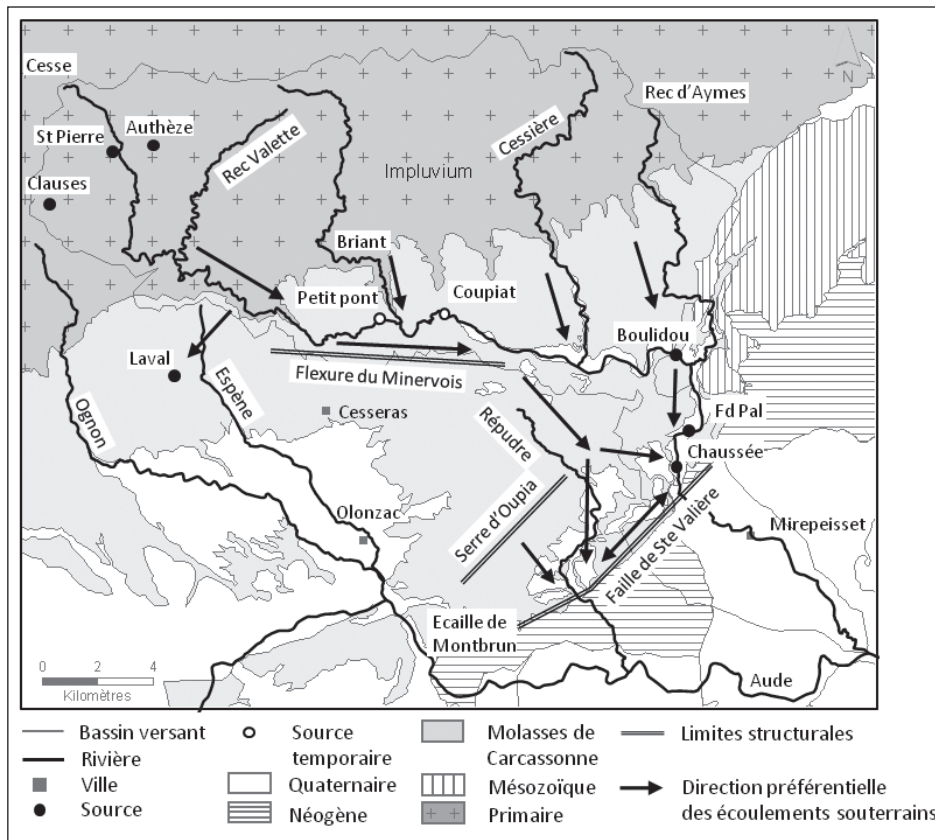 Cesse
Rec d'Aymes
N
St Pierre
Authèze
Rec Valette
Cessière
Clauses
Impluvium
Briant
Petit pont
Coupiat
Boulidou
Laval
Espène
Flexure du Minervois
Ognon
Cesseras
Répudre
Fd Pal
Chaussée
Olonzac
Serre d'Oupia
Mirepeisset
Faille de Ste Valière
Ecaille de
Montbrun
0 2 4
Kilomètres
Aude
Bassin versant
Rivière
Ville
Source
Source
temporaire
Quaternaire
Néogène
Molasses de
Carcassonne
Mésozoïque
Primaire
Limites structurales
Direction préférentielle
des écoulements souterrains